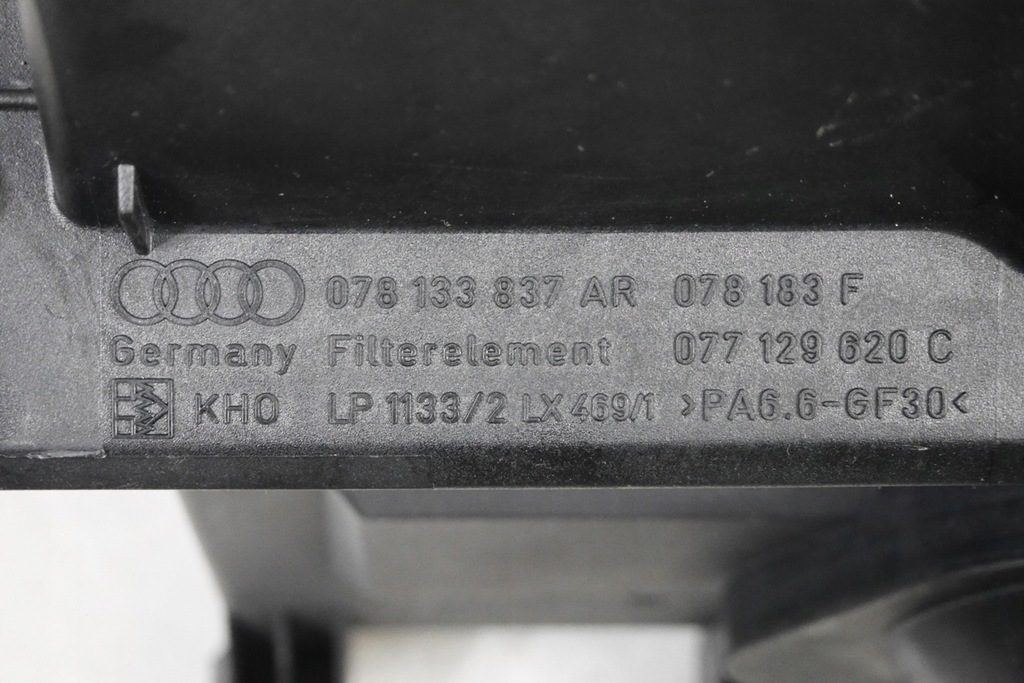 078 133 837 AR 078 183 F
Germany Filterelement 077 129 620 C
KHO LP 1133/2 LX 469/1 >PA6.6-GF30<